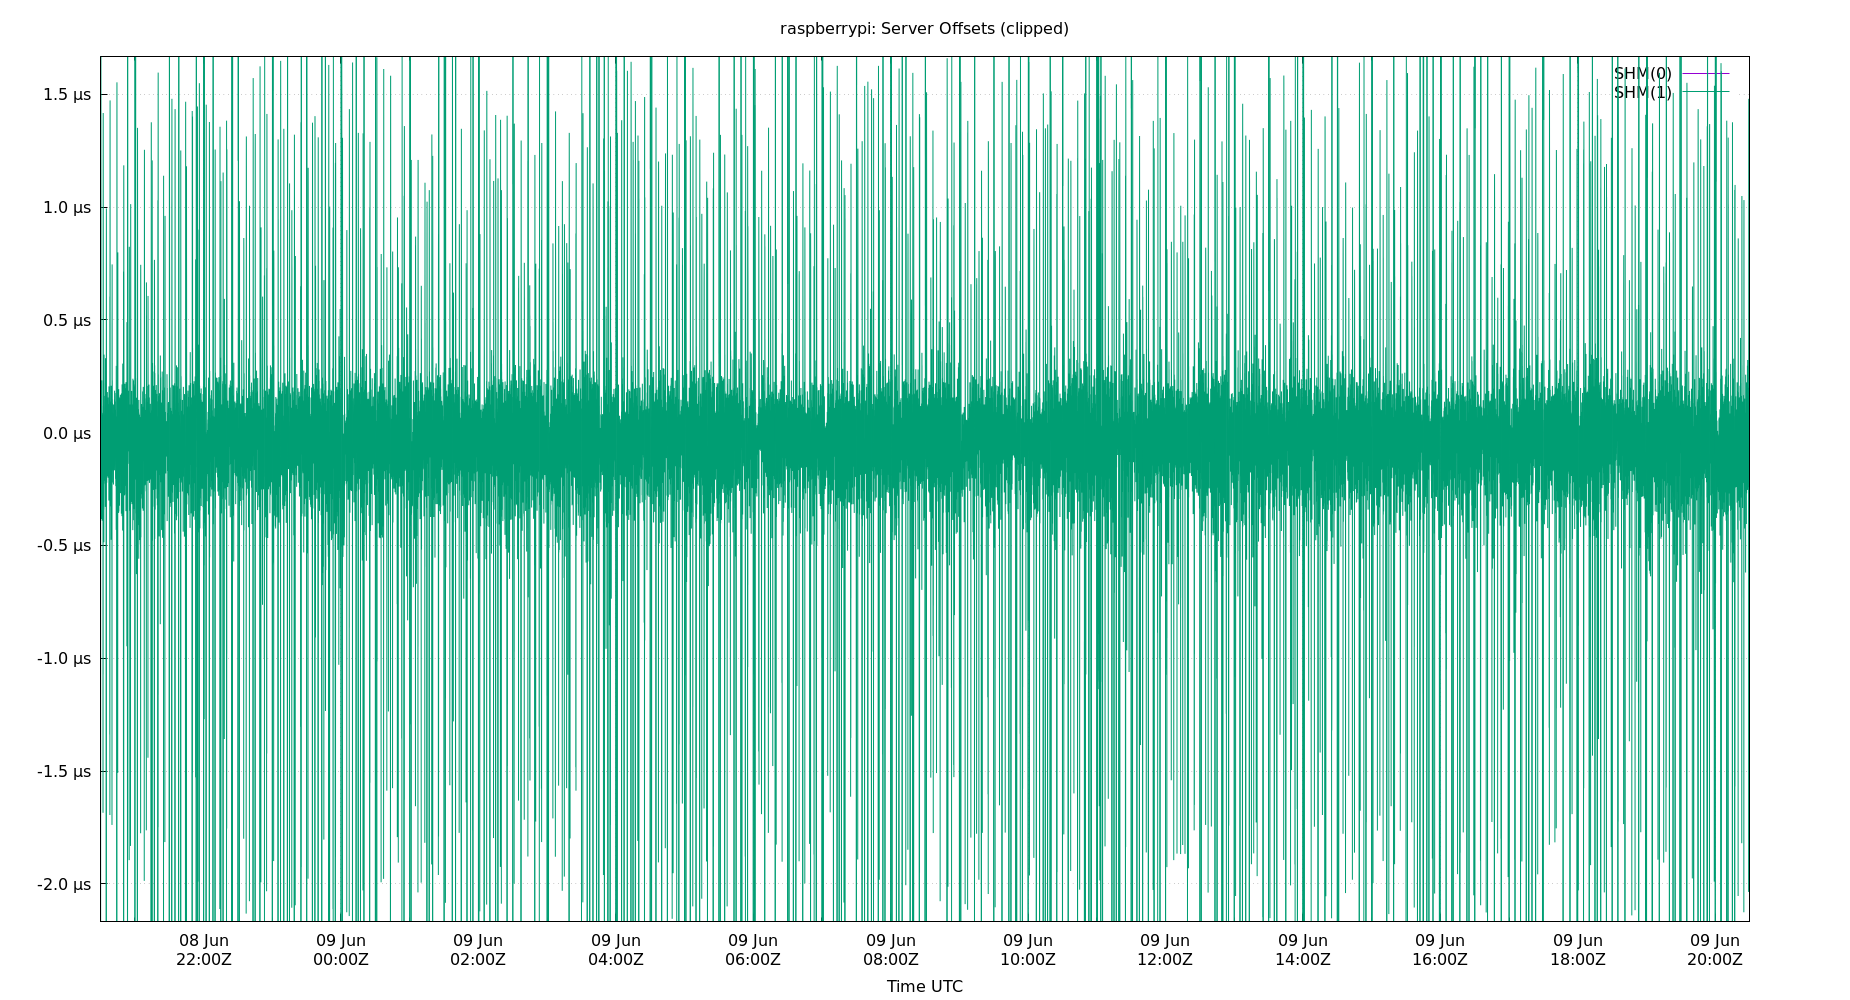 raspberrypi: Server Offsets (clipped)
SHM(0)
SHM(1)
1.5 µs
1.0 µs
0.5 µs
0.0 µs
-0.5 µs
-1.0 µs
-1.5 µs
-2.0 µs
08 Jun 09 Jun 09 Jun 09 Jun 09 Jun 09 Jun 09 Jun 09 Jun 09 Jun 09 Jun 09 Jun 09 Jun
22:00Z 00:00Z 02:00Z 04:00Z 06:00Z 08:00Z 10:00Z 12:00Z 14:00Z 16:00Z 18:00Z 20:00Z
Time UTC